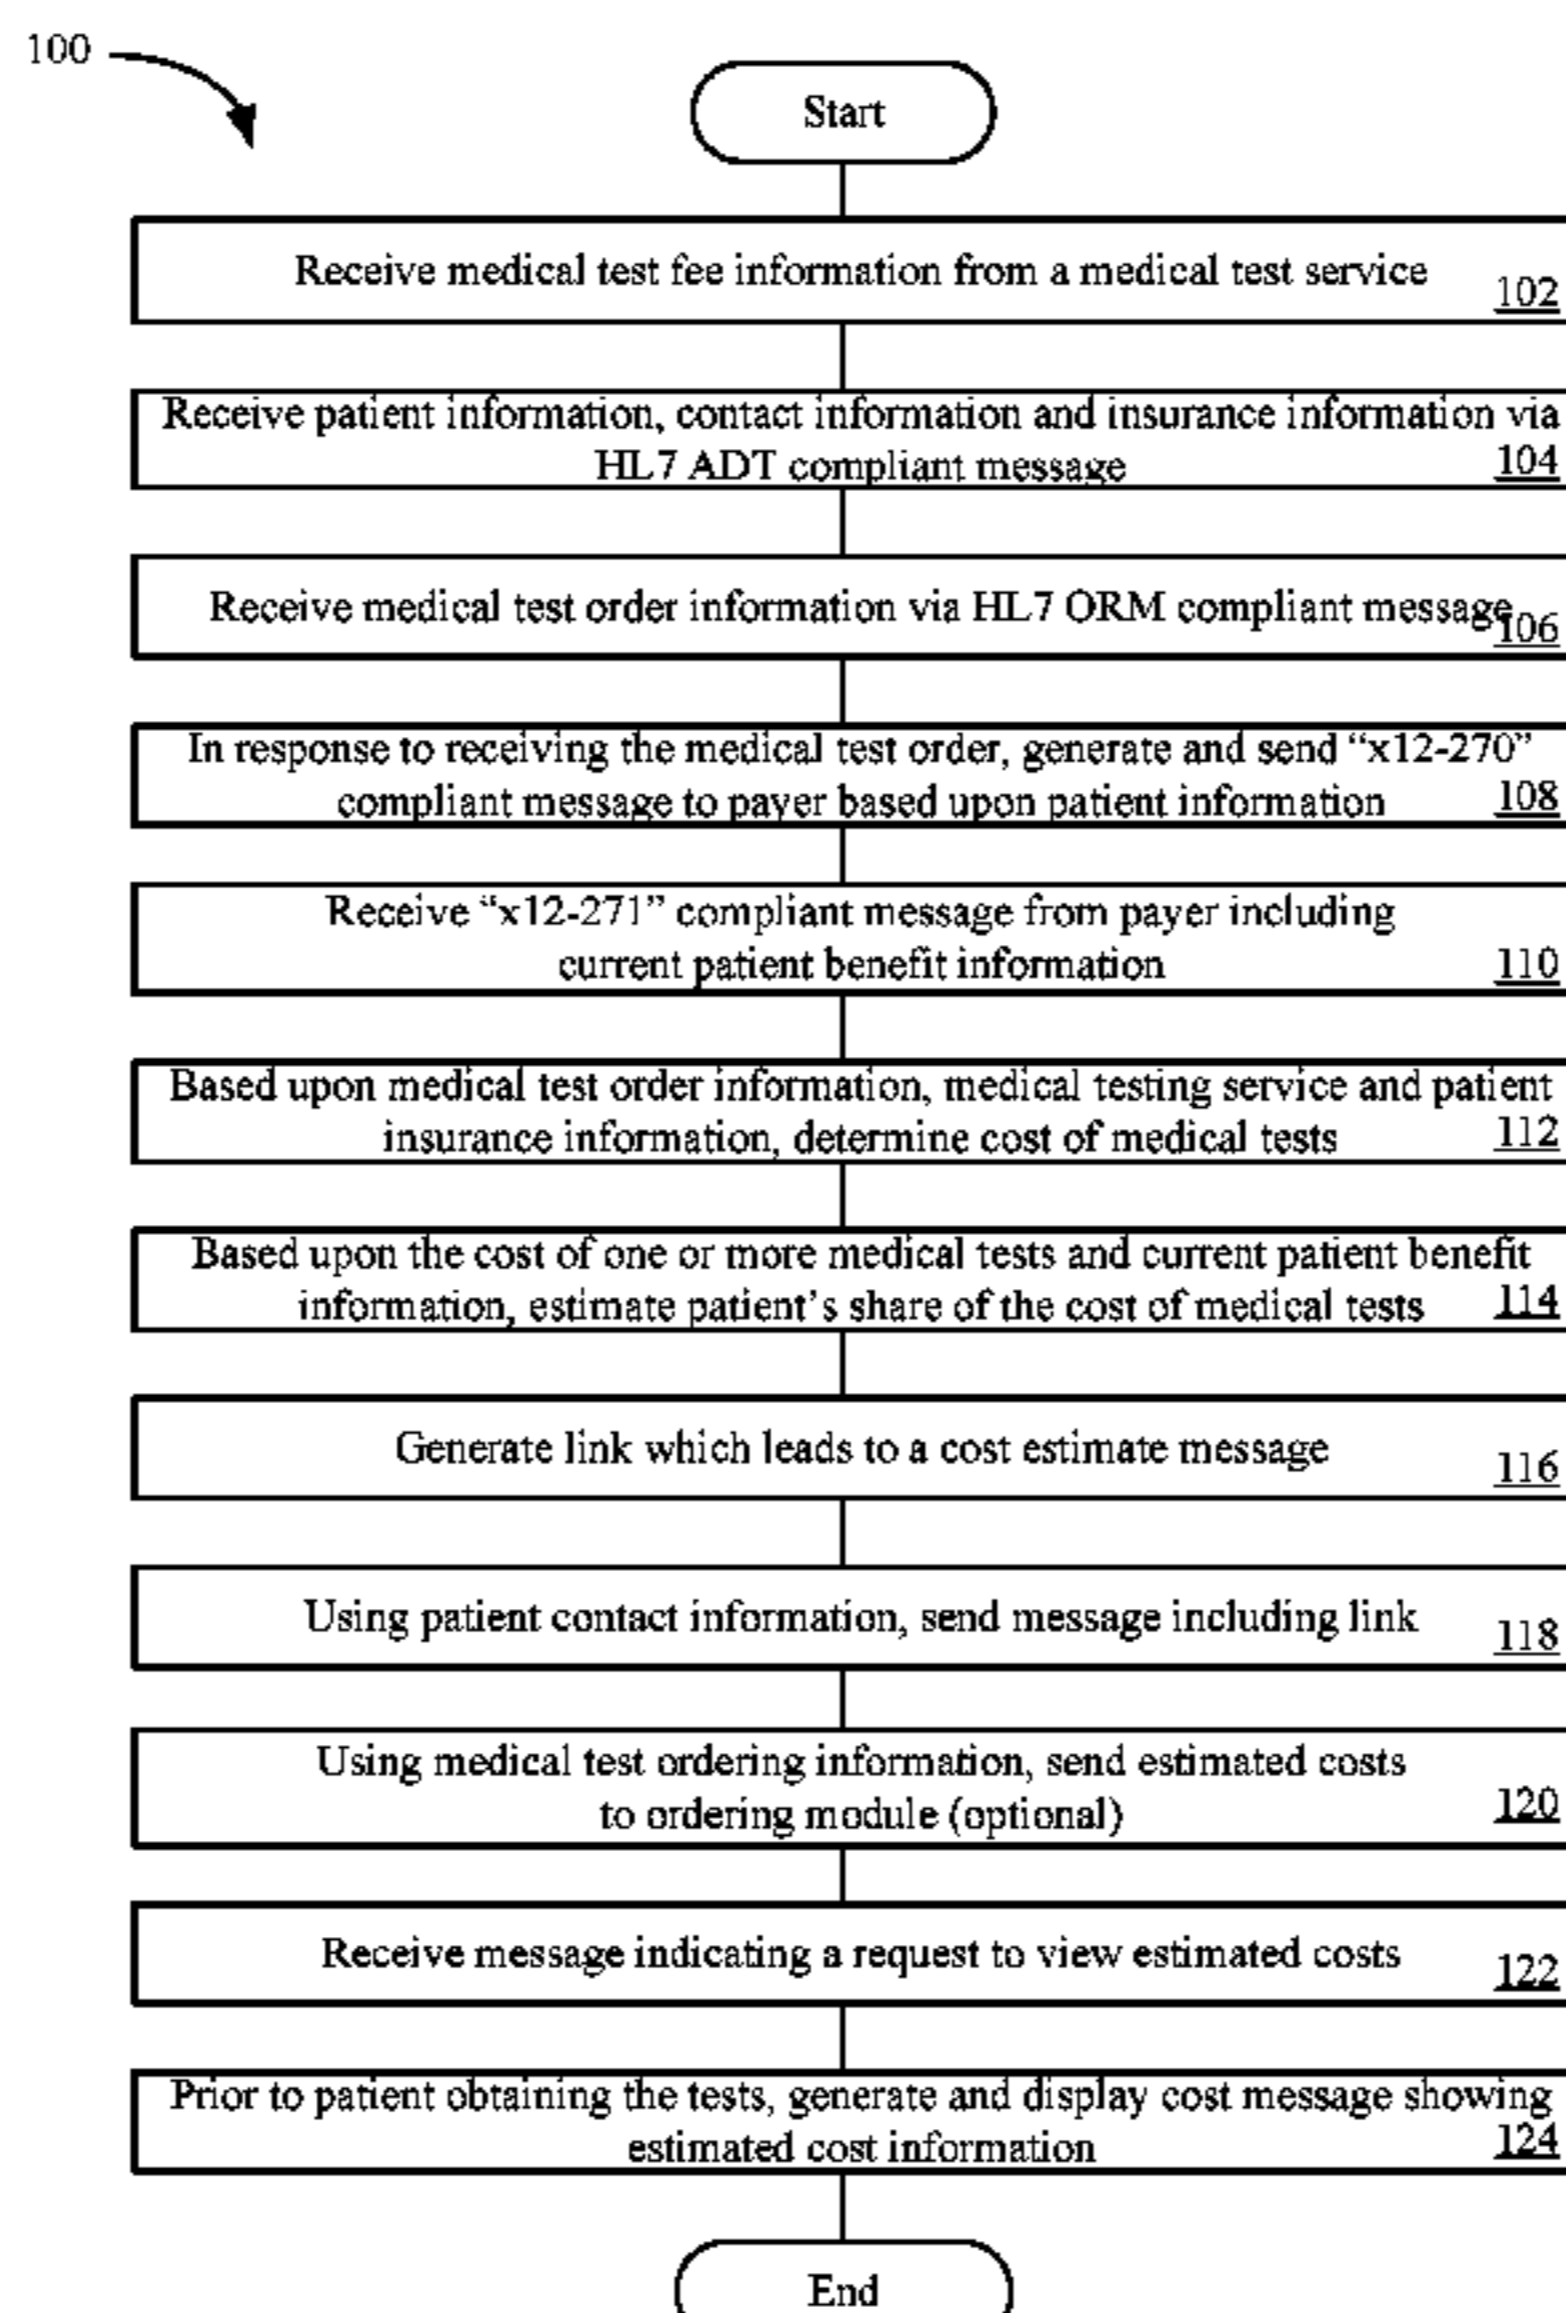 100
Start
Receive medical test fee information from a medical test service
102
Receive patient information, contact information and insurance information via
HL7 ADT compliant message
104
Receive medical test order information via HL7 ORM compliant message
106
In response to receiving the medical test order, generate and send “x12-270”
compliant message to payer based upon patient information
108
Receive “x12-271” compliant message from payer including
current patient benefit information
110
Based upon medical test order information, medical testing service and patient
insurance information, determine cost of medical tests
112
Based upon the cost of one or more medical tests and current patient benefit
information, estimate patient’s share of the cost of medical tests
114
Generate link which leads to a cost estimate message
116
Using patient contact information, send message including link
118
Using medical test ordering information, send estimated costs
to ordering module (optional)
120
Receive message indicating a request to view estimated costs
122
Prior to patient obtaining the tests, generate and display cost message showing
estimated cost information
124
End